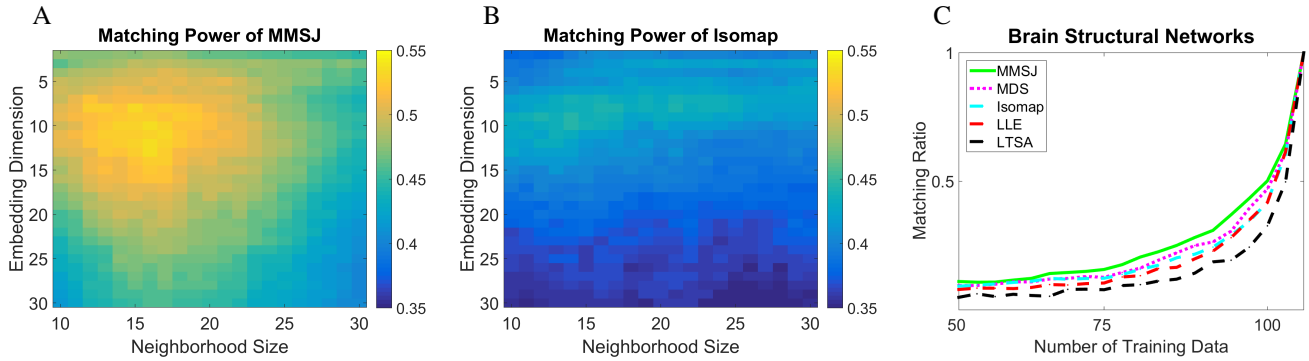 A
Matching Power of MMSJ
Embedding Dimension
5
10
15
20
25
30
10
15
20
25
30
Neighborhood Size
0.55
0.5
0.45
0.4
0.35
B
Matching Power of Isomap
Embedding Dimension
5
10
15
20
25
30
10
15
20
25
30
Neighborhood Size
0.55
0.5
0.45
0.4
0.35
C
Brain Structural Networks
Matching Ratio
1
0.5
MMSJ
MDS
Isomap
LLE
LTSA
50
75
100
Number of Training Data